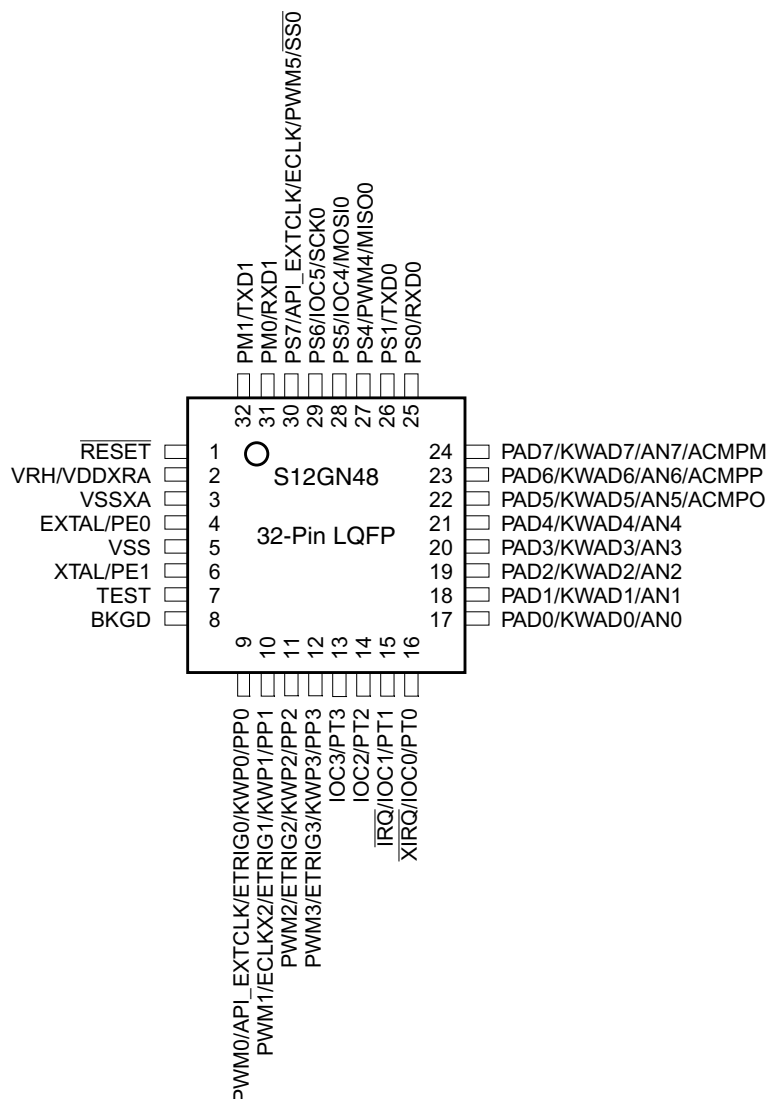 PM1/TXD1
PM0/RXD1
PS7/API_EXTCLK/ECLK/PWM5/S̅S̅0̅
PS6/IOC5/SCK0
PS5/IOC4/MOSI0
PS4/PWM4/MISO0
PS1/TXD0
PS0/RXD0
32
31
30
29
28
27
26
25
R̅E̅S̅E̅T̅ 1
VRH/VDDXRA 2
VSSXA 3
EXTAL/PE0 4
VSS 5
XTAL/PE1 6
TEST 7
BKGD 8
S12GN48
32-Pin LQFP
24 PAD7/KWAD7/AN7/ACMPM
23 PAD6/KWAD6/AN6/ACMPP
22 PAD5/KWAD5/AN5/ACMPO
21 PAD4/KWAD4/AN4
20 PAD3/KWAD3/AN3
19 PAD2/KWAD2/AN2
18 PAD1/KWAD1/AN1
17 PAD0/KWAD0/AN0
9
10
11
12
13
14
15
16
PWM0/API_EXTCLK/ETRIG0/KWP0/PP0
PWM1/ECLKX2/ETRIG1/KWP1/PP1
PWM2/ETRIG2/KWP2/PP2
PWM3/ETRIG3/KWP3/PP3
IOC3/PT3
IOC2/PT2
I̅R̅Q̅/IOC1/PT1
X̅I̅R̅Q̅/IOC0/PT0